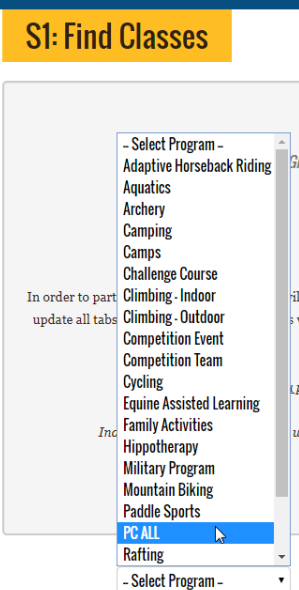 S1: Find Classes
-- Select Program --
Adaptive Horseback Riding
Aquatics
Archery
Camping
Camps
Challenge Course
In order to part
Climbing - Indoor
update all tabs
Climbing - Outdoor
Competition Event
Competition Team
Cycling
Equine Assisted Learning
Family Activities
Hippotherapy
Military Program
Mountain Biking
Paddle Sports
PC ALL
Rafting
-- Select Program --